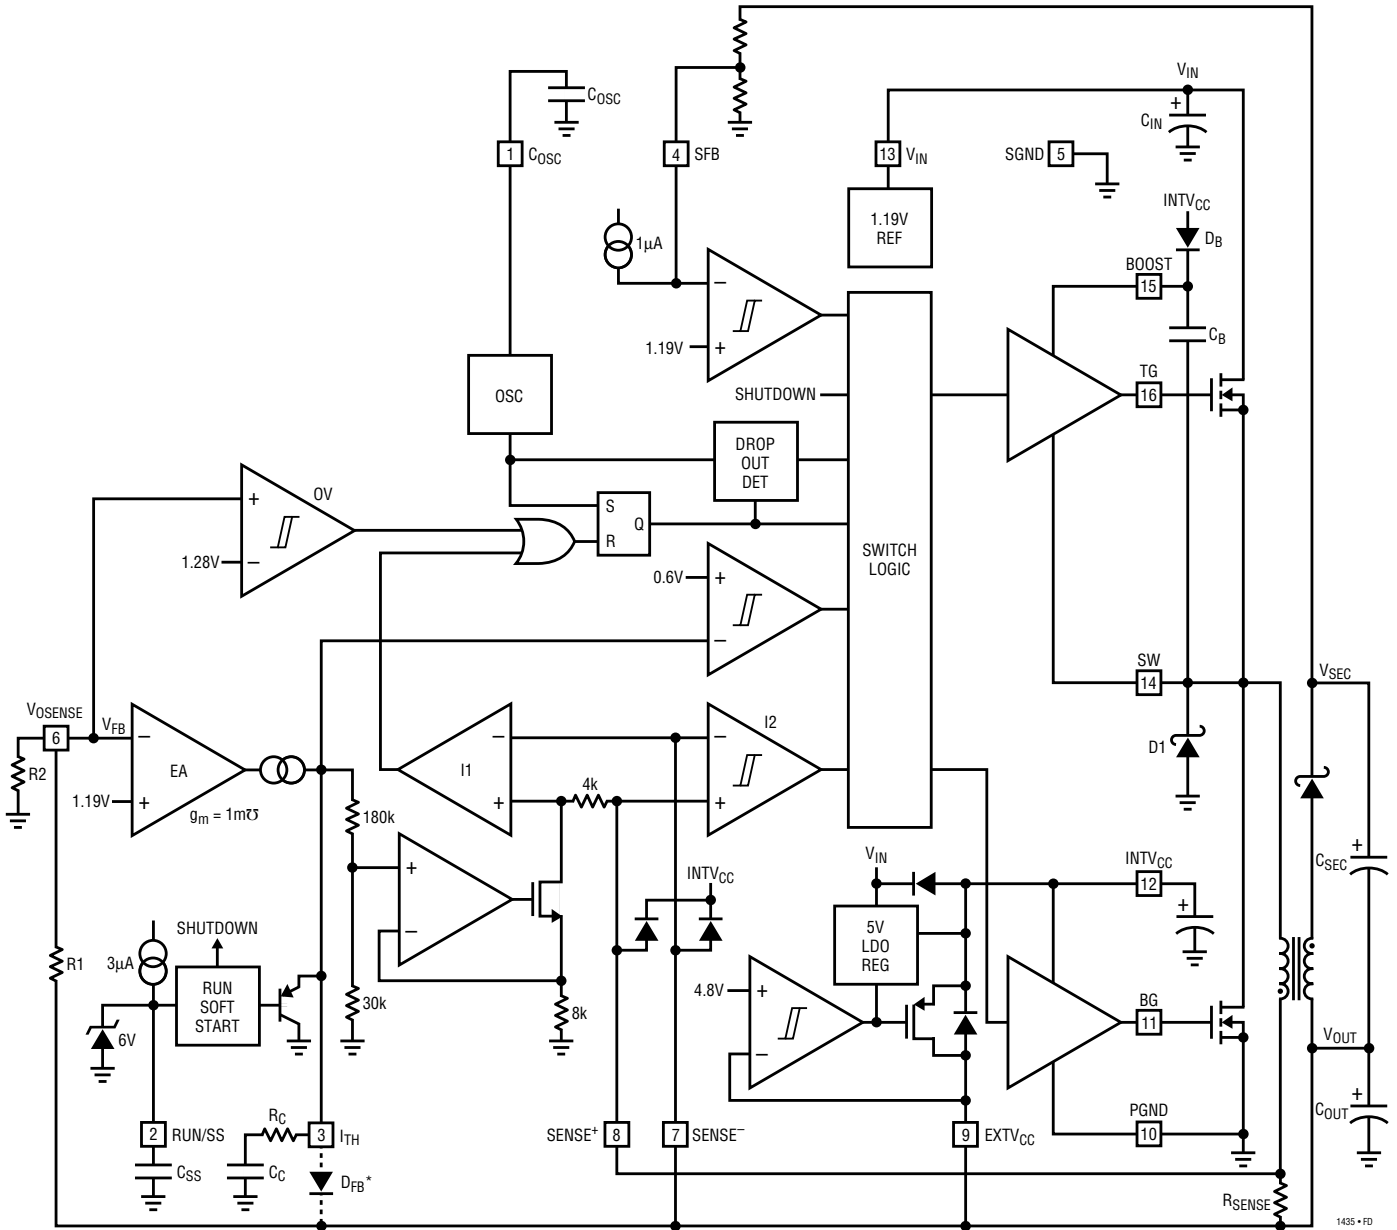 V_IN
C_OSC
+
C_IN
1
C_OSC
4
SFB
13
V_IN
SGND
5
1.19V
REF
INTV_CC
1μA
D_B
BOOST
15
−
1.19V
+
C_B
OSC
SHUTDOWN
TG
16
DROP
OUT
DET
OV
+
S
Q
R
SWITCH
LOGIC
1.28V
−
0.6V
+
−
SW
14
V_SEC
V_OSENSE
6
V_FB
−
R2
EA
1.19V
+
g_m = 1m℧
I1
−
+
4k
I2
−
+
D1
180k
+
−
INTV_CC
V_IN
INTV_CC
12
+
+
C_SEC
5V
LDO
REG
SHUTDOWN
R1
3μA
RUN
SOFT
START
6V
30k
8k
4.8V
+
−
BG
11
V_OUT
+
C_OUT
PGND
10
2
RUN/SS
R_C
3
I_TH
SENSE⁺
8
7
SENSE⁻
9
EXTV_CC
C_SS
C_C
D_FB*
R_SENSE
1435 • FD